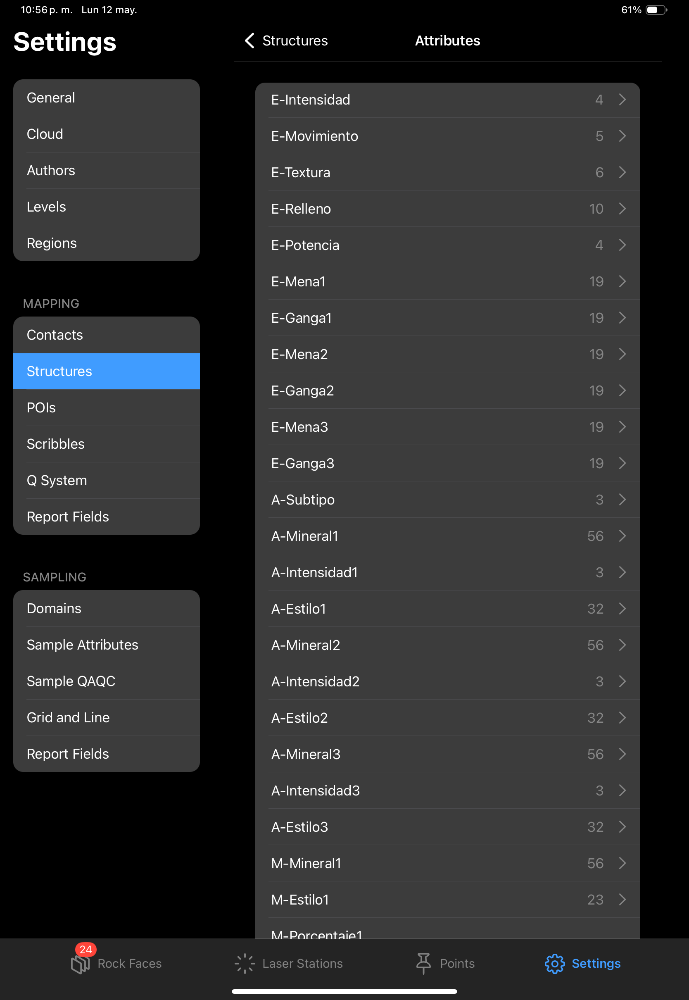 10:56 p. m. Lun 12 may.
61%
Settings
General
Cloud
Authors
Levels
Regions
MAPPING
Contacts
Structures
POIs
Scribbles
Q System
Report Fields
SAMPLING
Domains
Sample Attributes
Sample QAQC
Grid and Line
Report Fields
Structures
Attributes
E-Intensidad 4
E-Movimiento 5
E-Textura 6
E-Relleno 10
E-Potencia 4
E-Mena1 19
E-Ganga1 19
E-Mena2 19
E-Ganga2 19
E-Mena3 19
E-Ganga3 19
A-Subtipo 3
A-Mineral1 56
A-Intensidad1 3
A-Estilo1 32
A-Mineral2 56
A-Intensidad2 3
A-Estilo2 32
A-Mineral3 56
A-Intensidad3 3
A-Estilo3 32
M-Mineral1 56
M-Estilo1 23
M-Porcentaje1
24
Rock Faces
Laser Stations
Points
Settings